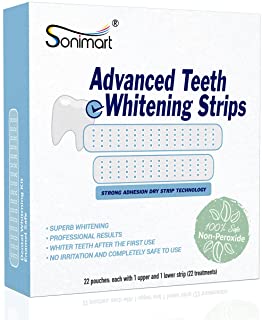 Sonimart®
Advanced Teeth
Whitening Strips
STRONG ADHESION DRY STRIP TECHNOLOGY
• SUPERB WHITENING
• PROFESSIONAL RESULTS
• WHITER TEETH AFTER THE FIRST USE
• NO IRRITATION AND COMPLETELY SAFE TO USE
100% Safe
Non-Peroxide
22 pouches: each with 1 upper and 1 lower strip (22 treatments)